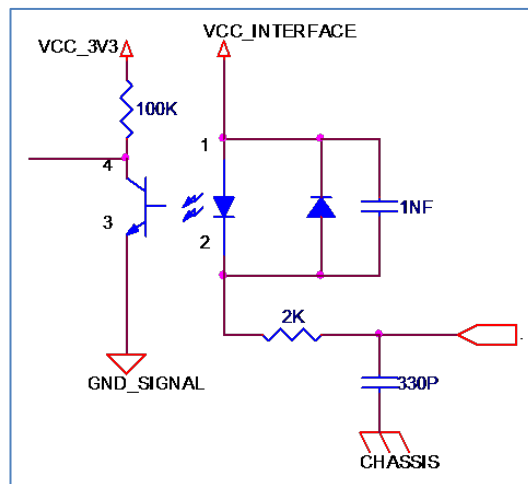 VCC_INTERFACE
VCC_3V3
100K
1
4
3
2
1NF
2K
GND_SIGNAL
330P
CHASSIS